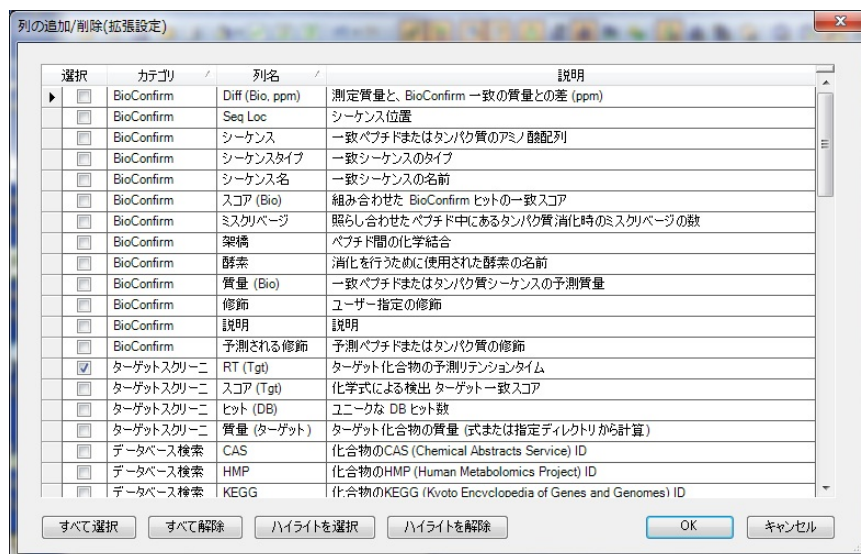 列の追加/削除(拡張設定)
選択 カテゴリ 列名 説明
BioConfirm Diff (Bio, ppm) 測定質量と、BioConfirm 一致の質量との差 (ppm)
BioConfirm Seq Loc シーケンス位置
BioConfirm シーケンス 一致ペプチドまたはタンパク質のアミノ酸配列
BioConfirm シーケンスタイプ 一致シーケンスのタイプ
BioConfirm シーケンス名 一致シーケンスの名前
BioConfirm スコア (Bio) 組み合わせた BioConfirm ヒットの一致スコア
BioConfirm ミスクリベージ 照らし合わせたペプチド中にあるタンパク質消化時のミスクリベージの数
BioConfirm 架橋 ペプチド間の化学結合
BioConfirm 酵素 消化を行うために使用された酵素の名前
BioConfirm 質量 (Bio) 一致ペプチドまたはタンパク質シーケンスの予測質量
BioConfirm 修飾 ユーザー指定の修飾
BioConfirm 説明 説明
BioConfirm 予測される修飾 予測ペプチドまたはタンパク質の修飾
ターゲットスクリーニ RT (Tgt) ターゲット化合物の予測リテンションタイム
ターゲットスクリーニ スコア (Tgt) 化学式による検出 ターゲット一致スコア
ターゲットスクリーニ ヒット (DB) ユニークな DB ヒット数
ターゲットスクリーニ 質量 (ターゲット) ターゲット化合物の質量 (式または指定ディレクトリから計算)
データベース検索 CAS 化合物のCAS (Chemical Abstracts Service) ID
データベース検索 HMP 化合物のHMP (Human Metabolomics Project) ID
データベース検索 KEGG 化合物のKEGG (Kyoto Encyclopedia of Genes and Genomes) ID
すべて選択 すべて解除 ハイライトを選択 ハイライトを解除 OK キャンセル